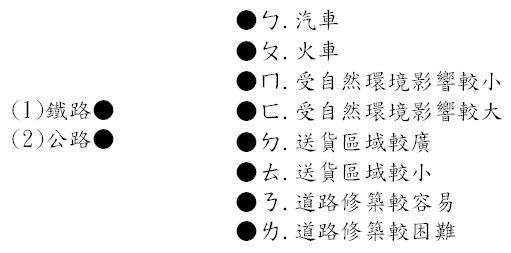 (1)鐵路●
(2)公路●
●ㄅ.汽車
●ㄆ.火車
●ㄇ.受自然環境影響較小
●ㄈ.受自然環境影響較大
●ㄉ.送貨區域較廣
●ㄊ.送貨區域較小
●ㄋ.道路修築較容易
●ㄌ.道路修築較困難